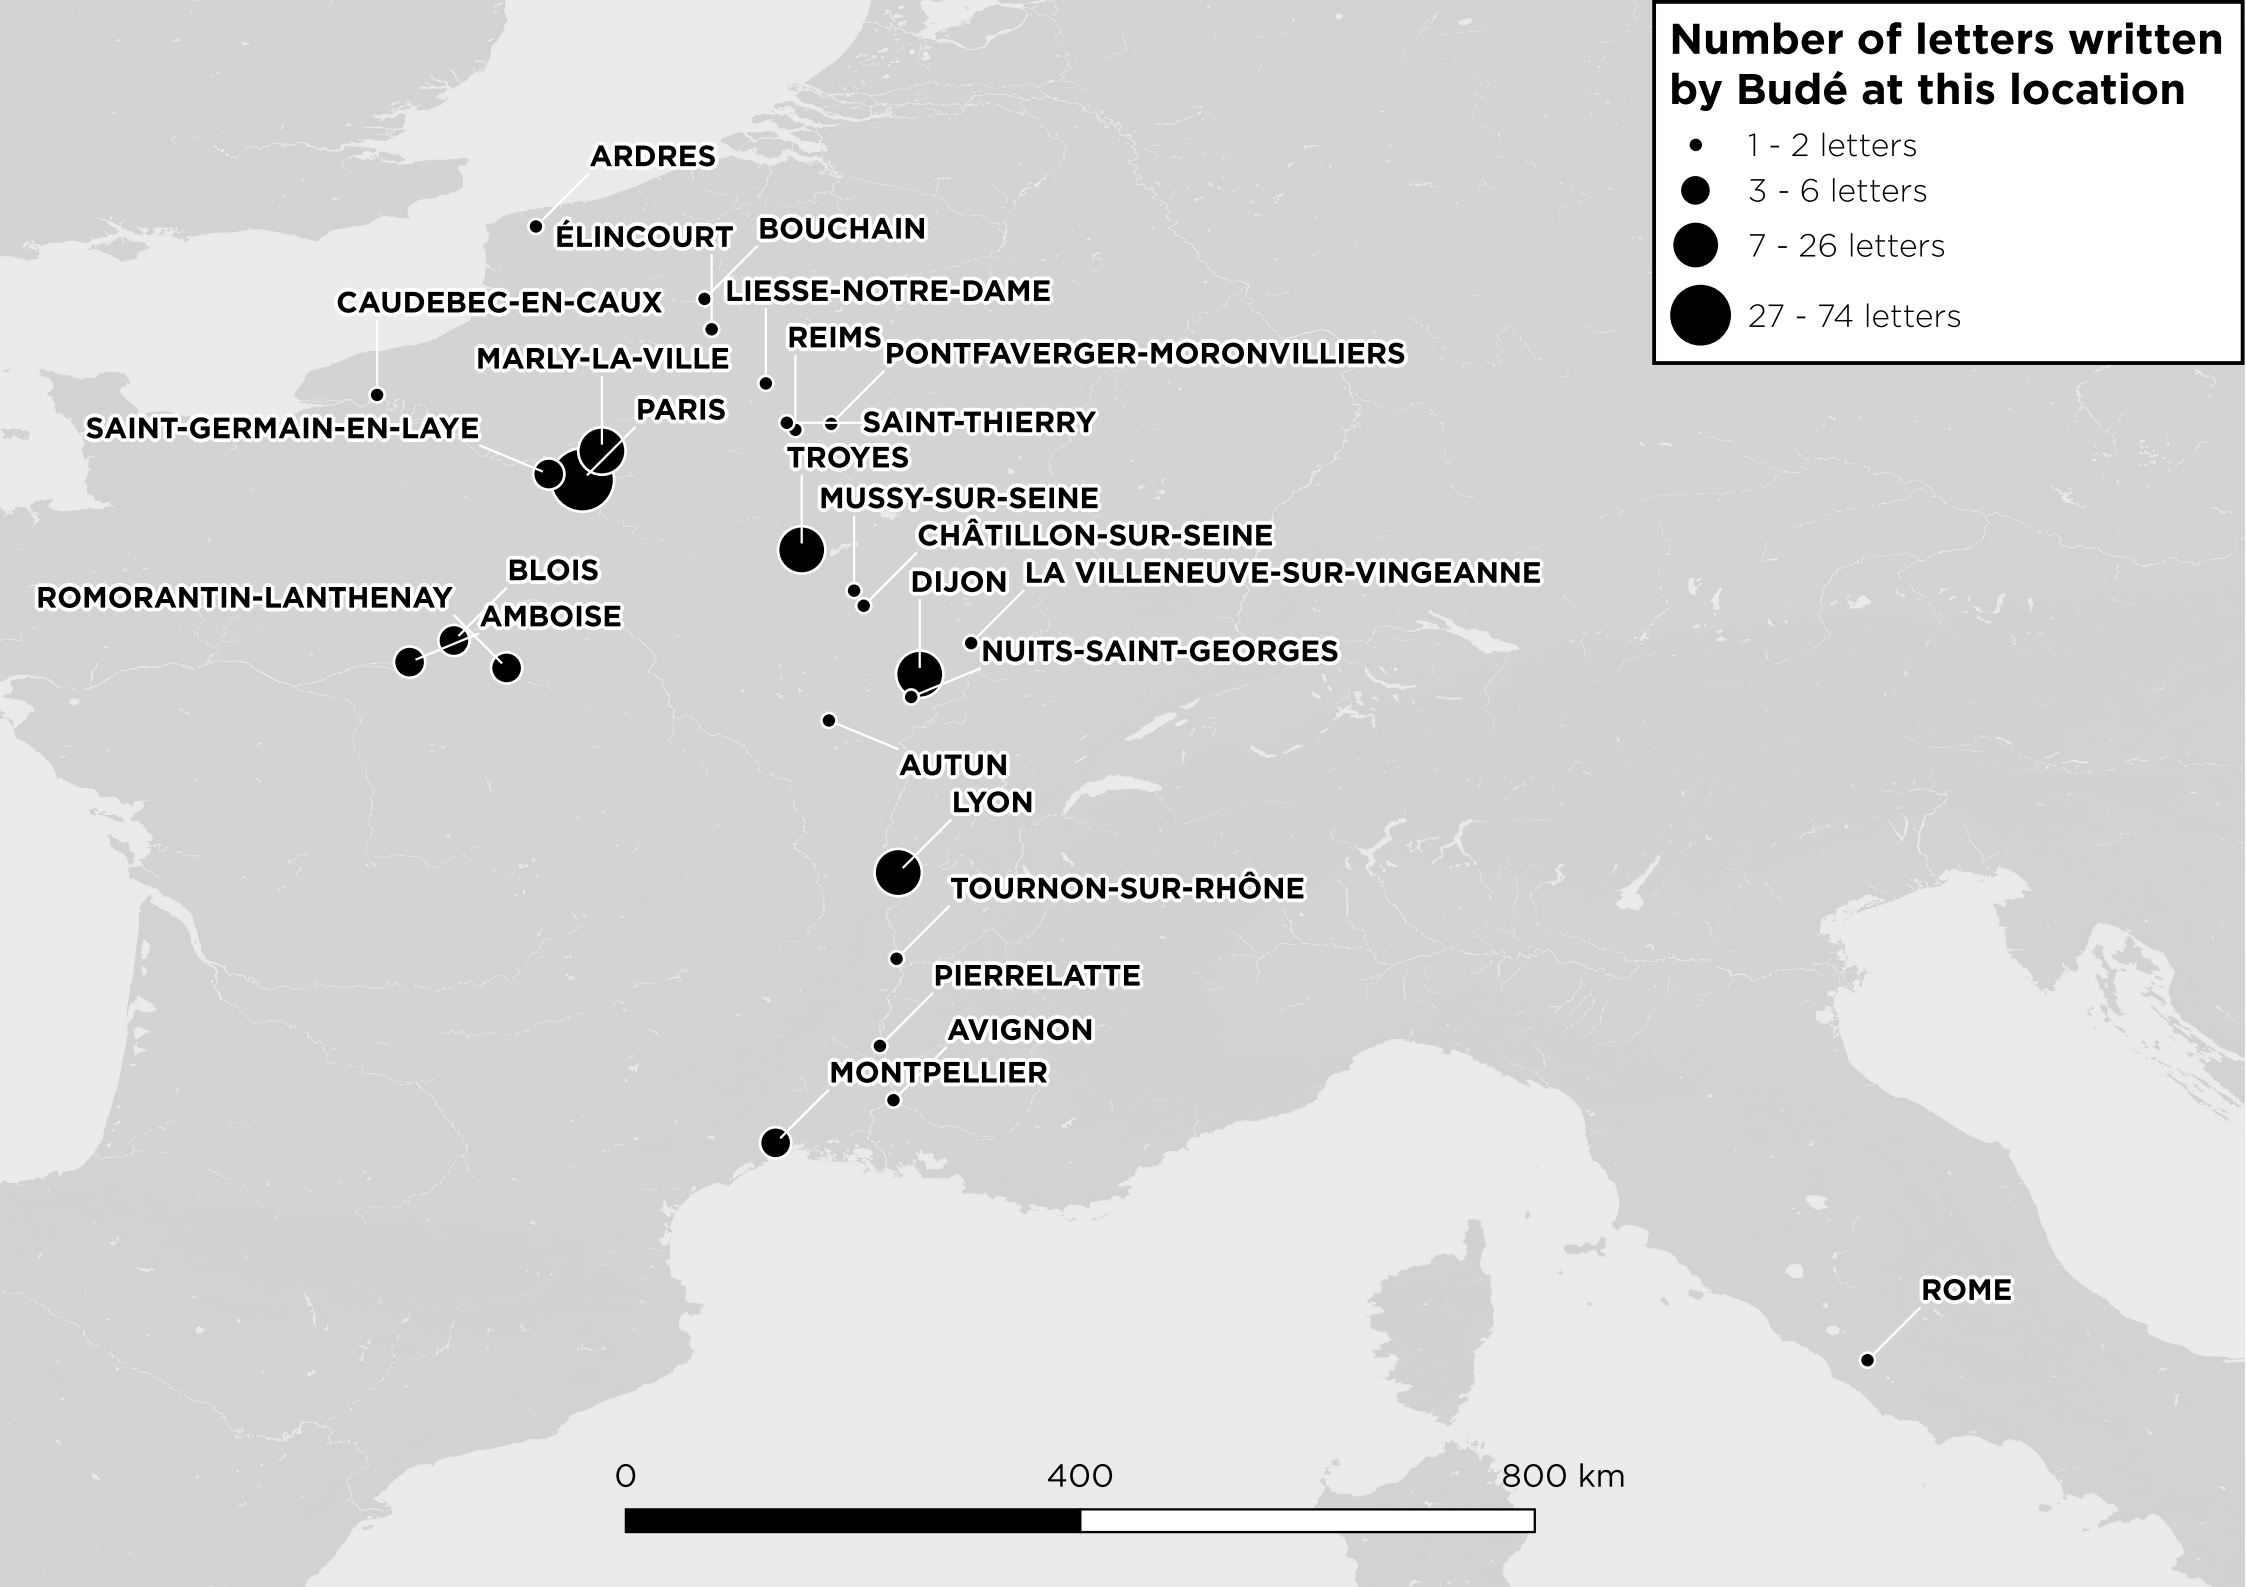 Number of letters written
by Budé at this location
1 - 2 letters
3 - 6 letters
7 - 26 letters
27 - 74 letters
ARDRES
ÉLINCOURT
BOUCHAIN
LIESSE-NOTRE-DAME
CAUDEBEC-EN-CAUX
REIMS
PONTFAVERGER-MORONVILLIERS
MARLY-LA-VILLE
PARIS
SAINT-GERMAIN-EN-LAYE
SAINT-THIERRY
TROYES
MUSSY-SUR-SEINE
CHÂTILLON-SUR-SEINE
BLOIS
DIJON
LA VILLENEUVE-SUR-VINGEANNE
ROMORANTIN-LANTHENAY
AMBOISE
NUITS-SAINT-GEORGES
AUTUN
LYON
TOURNON-SUR-RHÔNE
PIERRELATTE
AVIGNON
MONTPELLIER
ROME
0 400 800 km